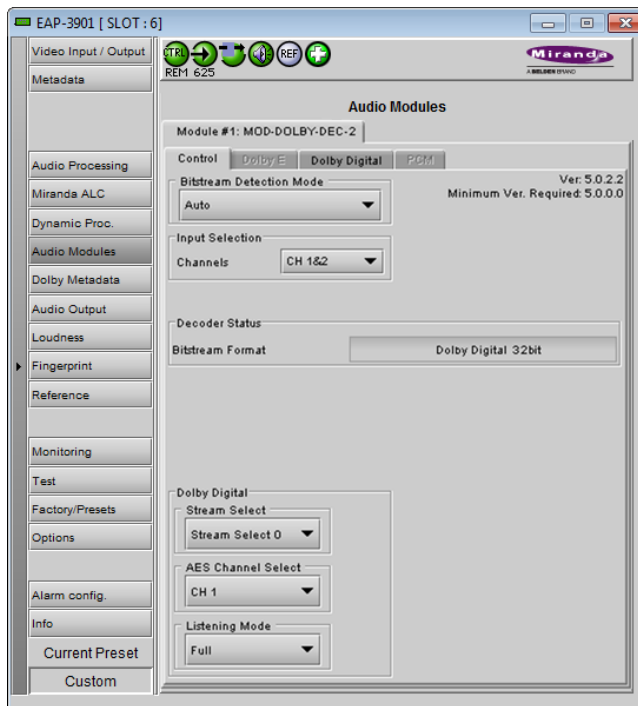 EAP-3901 [ SLOT : 6]
Video Input / Output
Metadata
Audio Processing
Miranda ALC
Dynamic Proc.
Audio Modules
Dolby Metadata
Audio Output
Loudness
Fingerprint
Reference
Monitoring
Test
Factory/Presets
Options
Alarm config.
Info
Current Preset
Custom
CTRL
REF
REM 625
Miranda
A BELDEN BRAND
Audio Modules
Module #1: MOD-DOLBY-DEC-2
Control
Dolby E
Dolby Digital
PCM
Bitstream Detection Mode
Auto
Ver: 5.0.2.2
Minimum Ver. Required: 5.0.0.0
Input Selection
Channels
CH 1&2
Decoder Status
Bitstream Format
Dolby Digital 32bit
Dolby Digital
Stream Select
Stream Select 0
AES Channel Select
CH 1
Listening Mode
Full